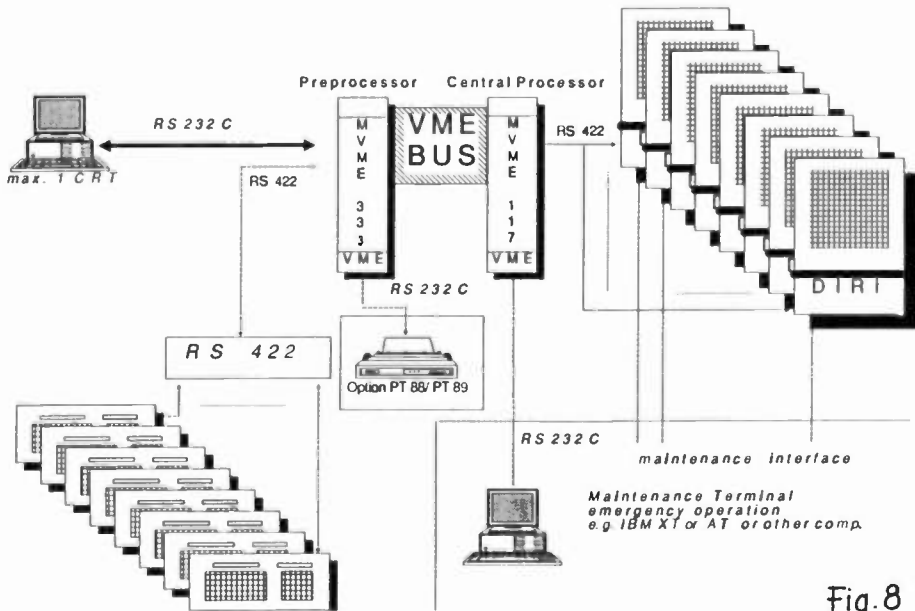 Preprocessor
Central Processor
RS 232 C
max. 1 CRT
RS 422
M
V
M
E
3
3
3
VME
VME
BUS
M
V
M
E
1
1
7
VME
RS 422
DIRI
RS 232 C
Option PT 88/ PT 89
RS 422
RS 232 C
maintenance interface
Maintenance Terminal
emergency operation
e.g. IBM XT or AT or other comp.
Fig. 8